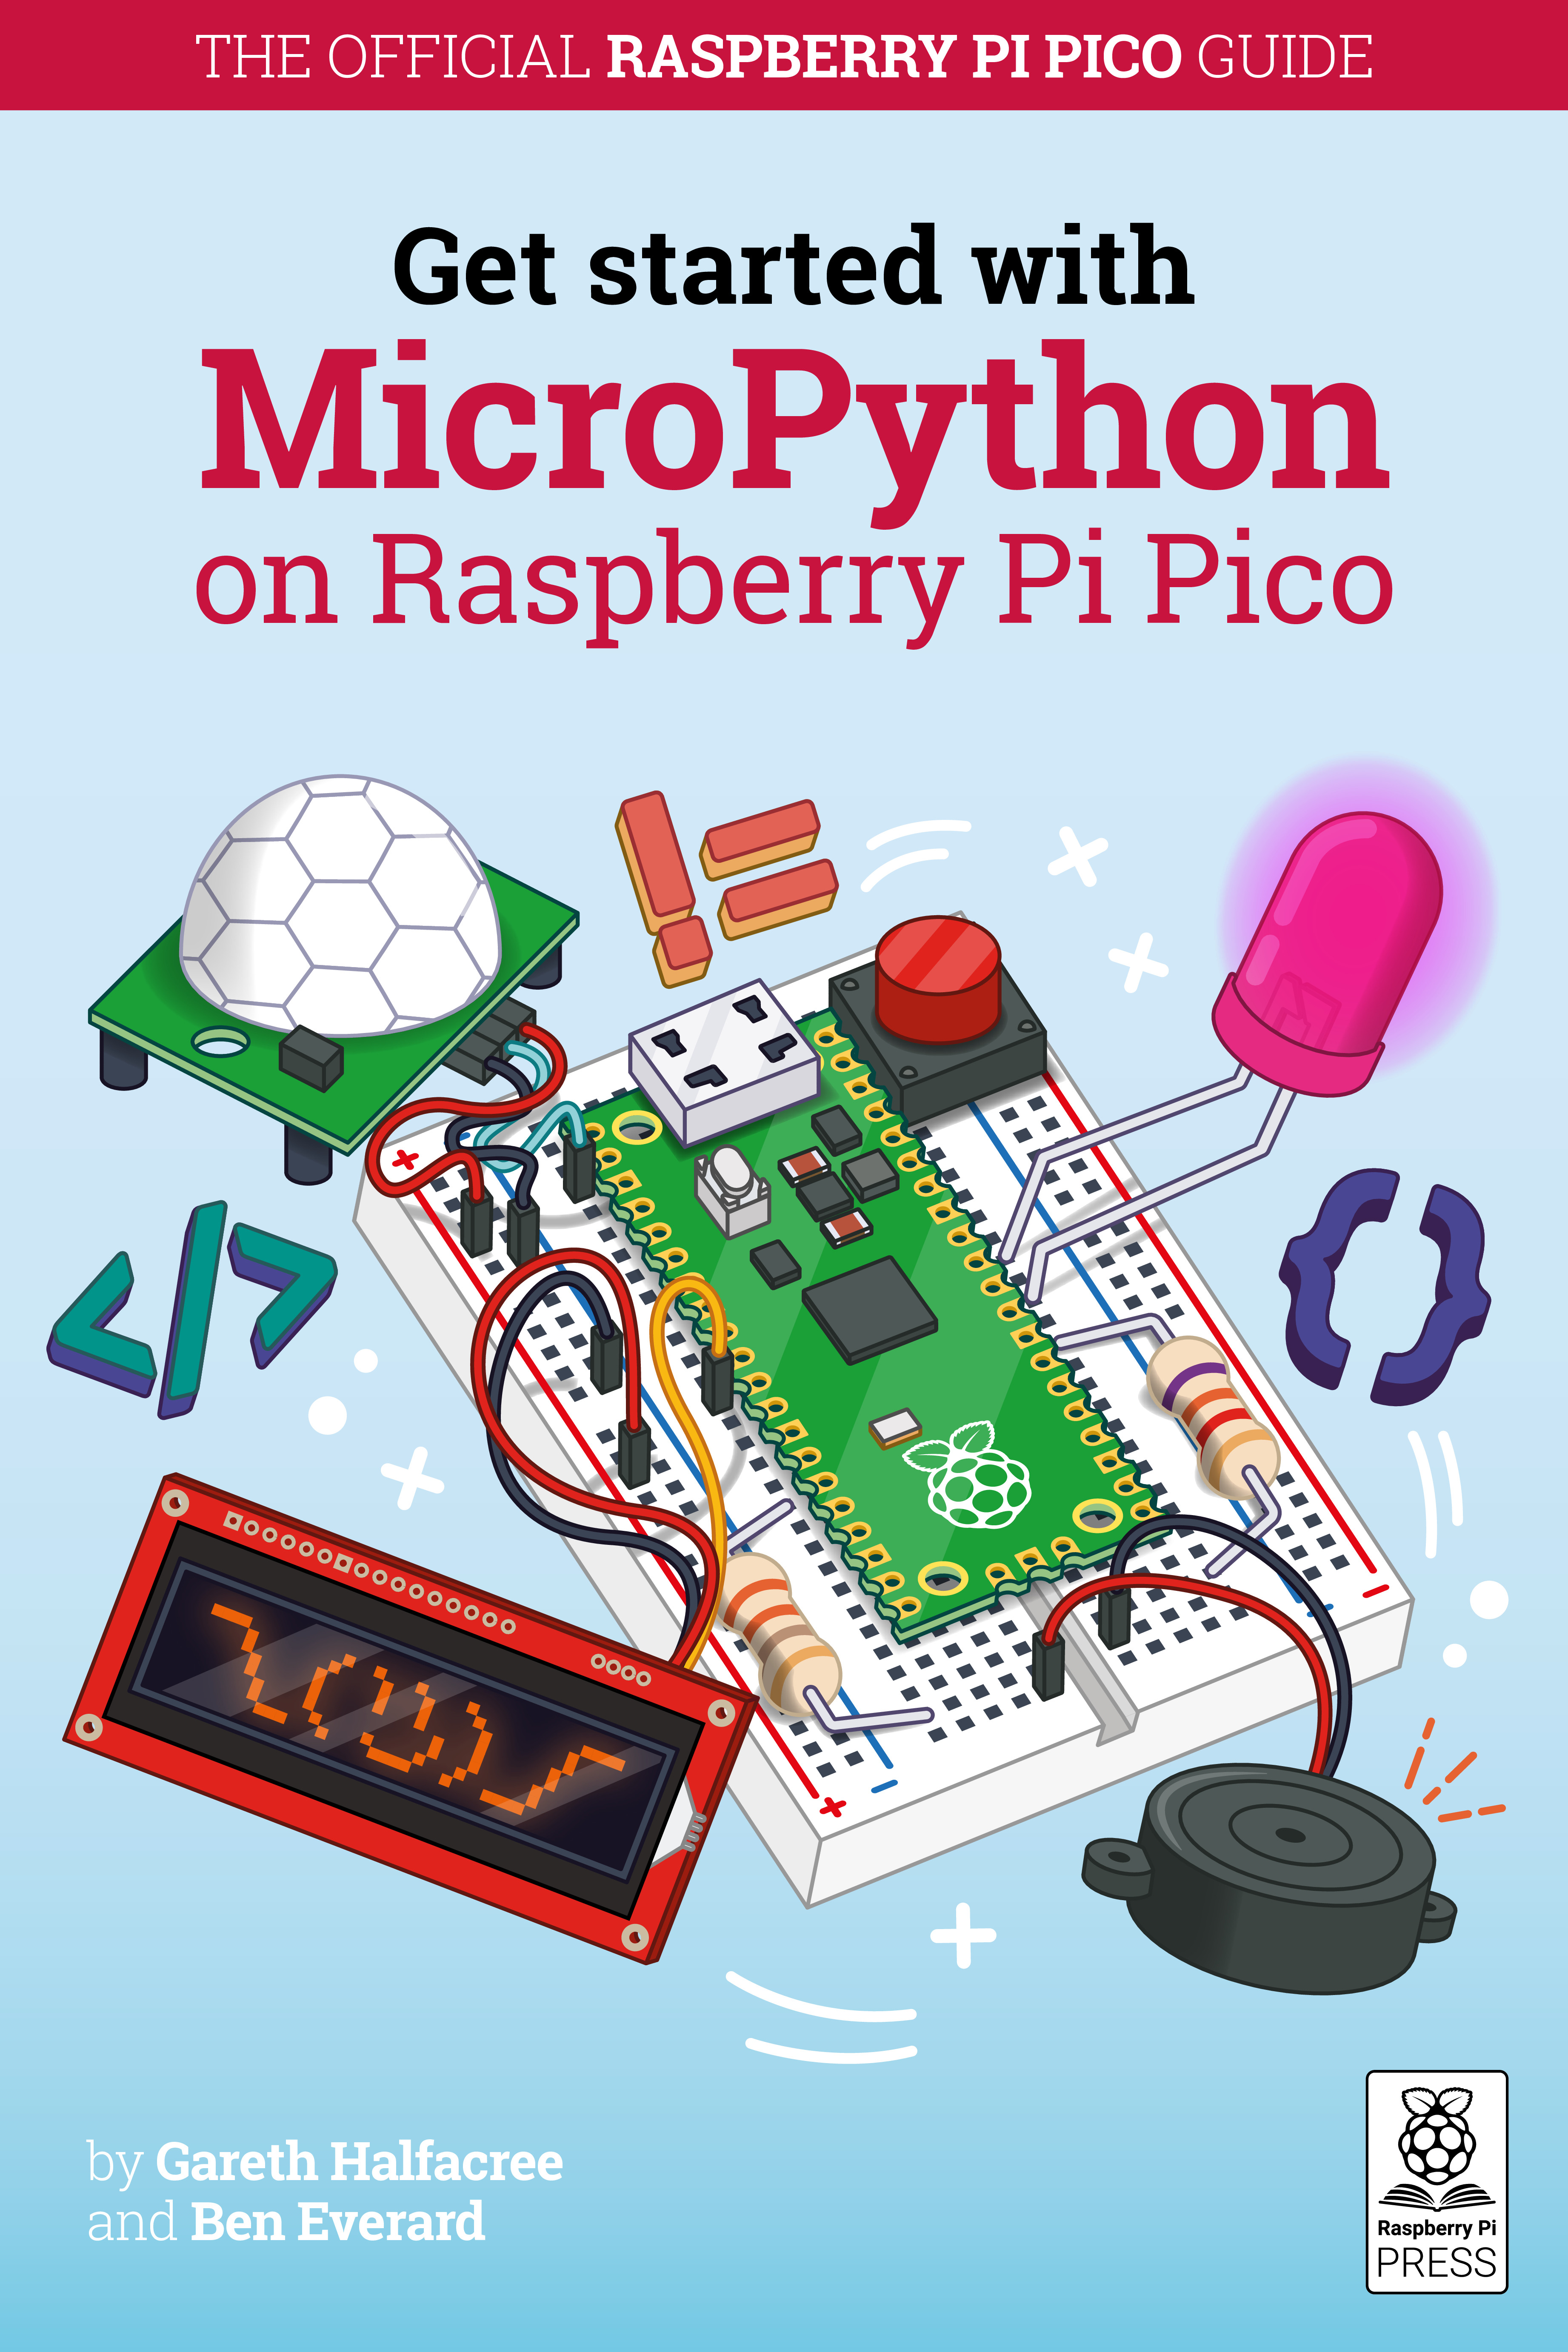 THE OFFICIAL RASPBERRY PI PICO GUIDE
Get started with
MicroPython
on Raspberry Pi Pico
!=
</>
{}
¯\_(ツ)_/¯
+
-
-
+
-
by Gareth Halfacree
and Ben Everard
Raspberry Pi
PRESS